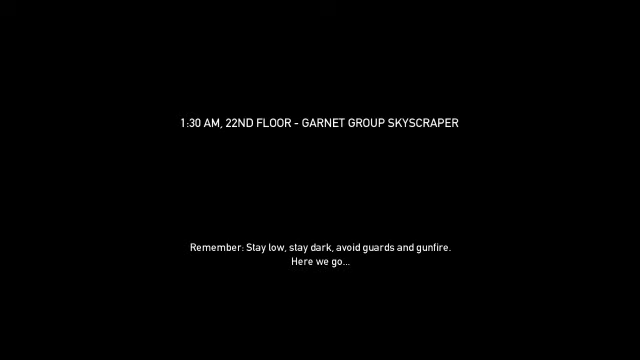 1:30 AM, 22ND FLOOR - GARNET GROUP SKYSCRAPER
Remember: Stay low, stay dark, avoid guards and gunfire.
Here we go...